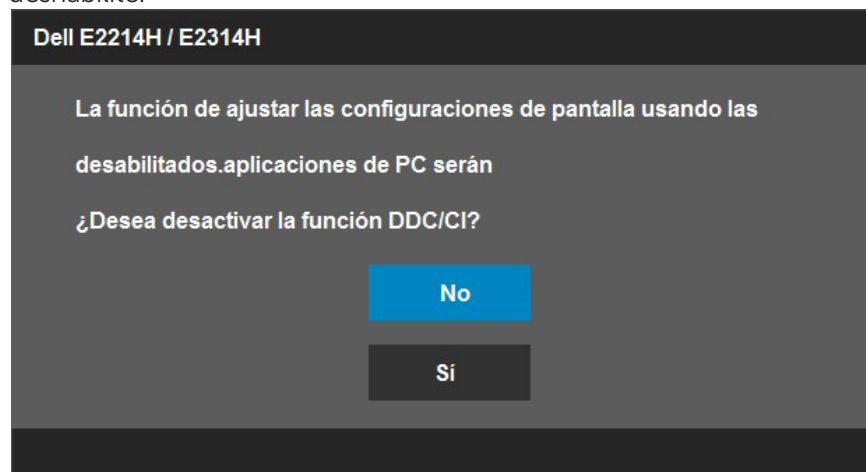 Dell E2214H / E2314H
La función de ajustar las configuraciones de pantalla usando las
desabilitados.aplicaciones de PC serán
¿Desea desactivar la función DDC/CI?
No
Sí